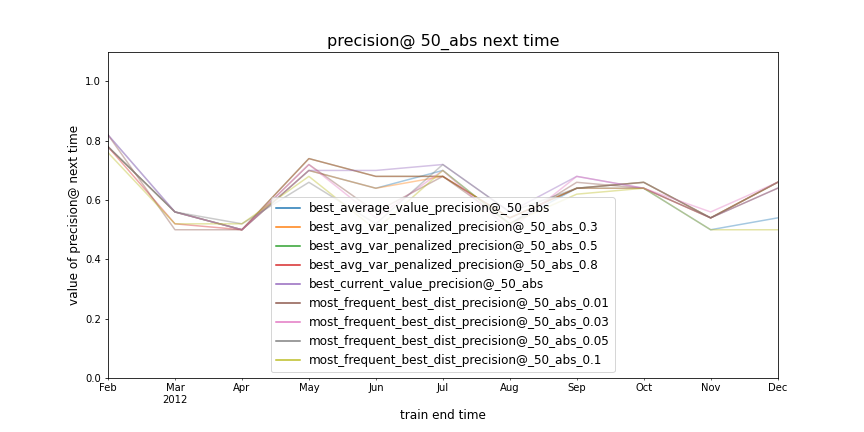 precision@ 50_abs next time
value of precision@ next time
1.0
0.8
0.6
0.4
0.2
0.0
best_average_value_precision@_50_abs
best_avg_var_penalized_precision@_50_abs_0.3
best_avg_var_penalized_precision@_50_abs_0.5
best_avg_var_penalized_precision@_50_abs_0.8
best_current_value_precision@_50_abs
most_frequent_best_dist_precision@_50_abs_0.01
most_frequent_best_dist_precision@_50_abs_0.03
most_frequent_best_dist_precision@_50_abs_0.05
most_frequent_best_dist_precision@_50_abs_0.1
Feb Mar Apr May Jun Jul Aug Sep Oct Nov Dec
2012
train end time